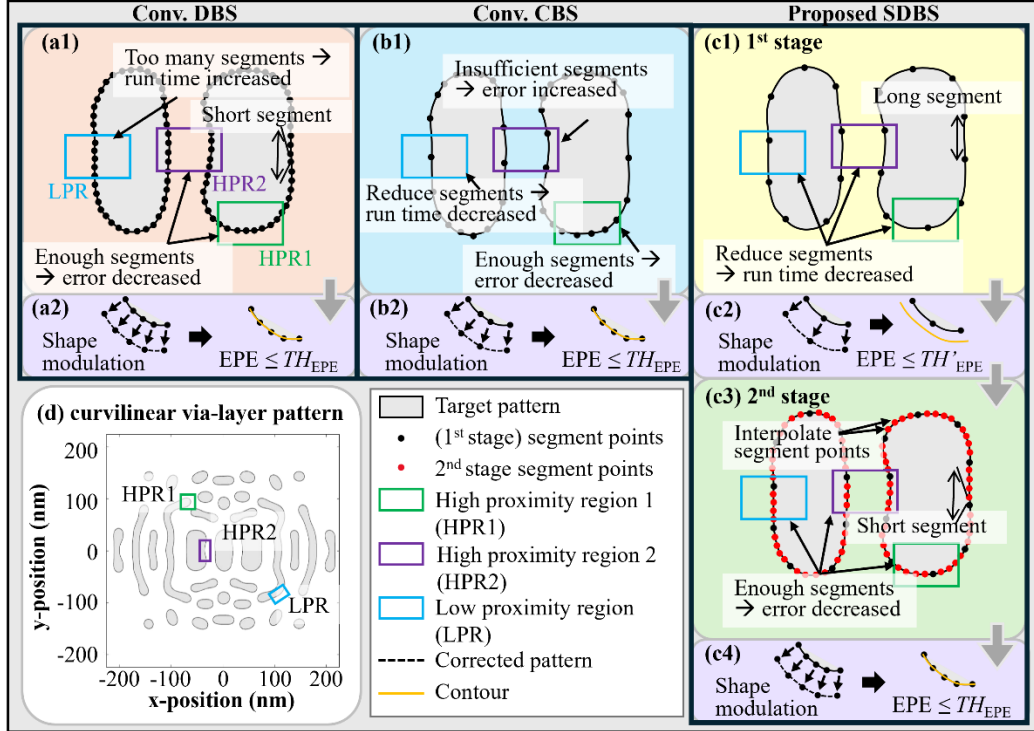 Conv. DBS
Conv. CBS
Proposed SDBS
(a1)
Too many segments →
run time increased
Short segment
LPR
HPR2
Enough segments
→ error decreased
HPR1
(b1)
Insufficient segments
→ error increased
Reduce segments →
run time decreased
Enough segments →
error decreased
(c1) 1st stage
Long segment
Reduce segments
→ run time decreased
(a2)
Shape
modulation
EPE ≤ THEPE
(b2)
Shape
modulation
EPE ≤ THEPE
(c2)
Shape
modulation
EPE ≤ TH'EPE
(c3) 2nd stage
Interpolate
segment points
Short segment
Enough segments
→ error decreased
(c4)
Shape
modulation
EPE ≤ THEPE
(d) curvilinear via-layer pattern
200
100
0
-100
-200
y-position (nm)
HPR1
HPR2
LPR
-200 -100 0 100 200
x-position (nm)
Target pattern
(1st stage) segment points
2nd stage segment points
High proximity region 1
(HPR1)
High proximity region 2
(HPR2)
Low proximity region
(LPR)
Corrected pattern
Contour